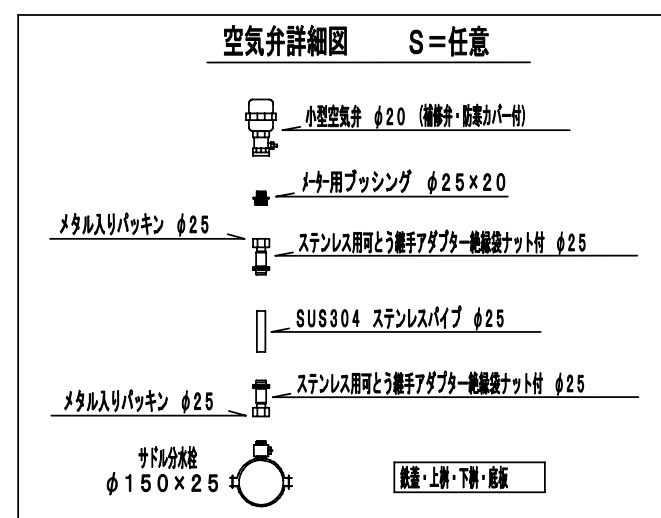 空気弁詳細図　S=任意
小型空気弁 φ20 (補修弁・防寒カバー付)
メーター用ブッシング φ25×20
メタル入りパッキン φ25
ステンレス用可とう継手アダプター絶縁袋ナット付 φ25
SUS304 ステンレスパイプ φ25
ステンレス用可とう継手アダプター絶縁袋ナット付 φ25
メタル入りパッキン φ25
サドル分水栓
φ150×25
鉄蓋・上桝・下桝・底板